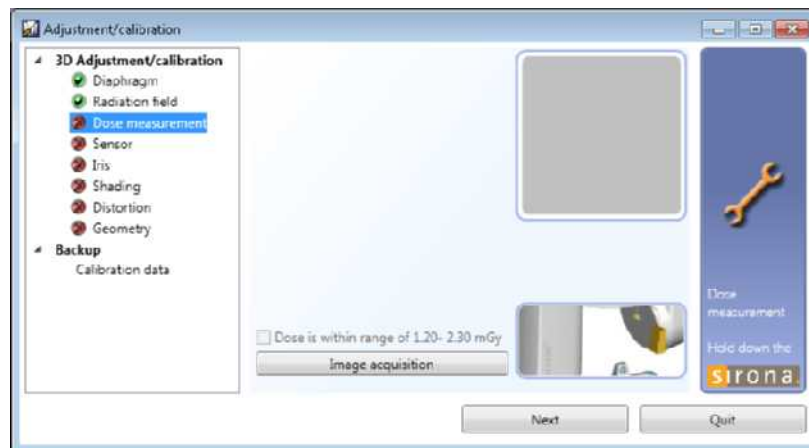 Adjustment/calibration
3D Adjustment/calibration
Diaphragm
Radiation field
Dose measurement
Sensor
Iris
Shading
Distortion
Geometry
Backup
Calibration data
Dose is within range of 1.20- 2.30 mGy
Image acquisition
Dose
measurement
Hold down the
sirona.
Next
Quit